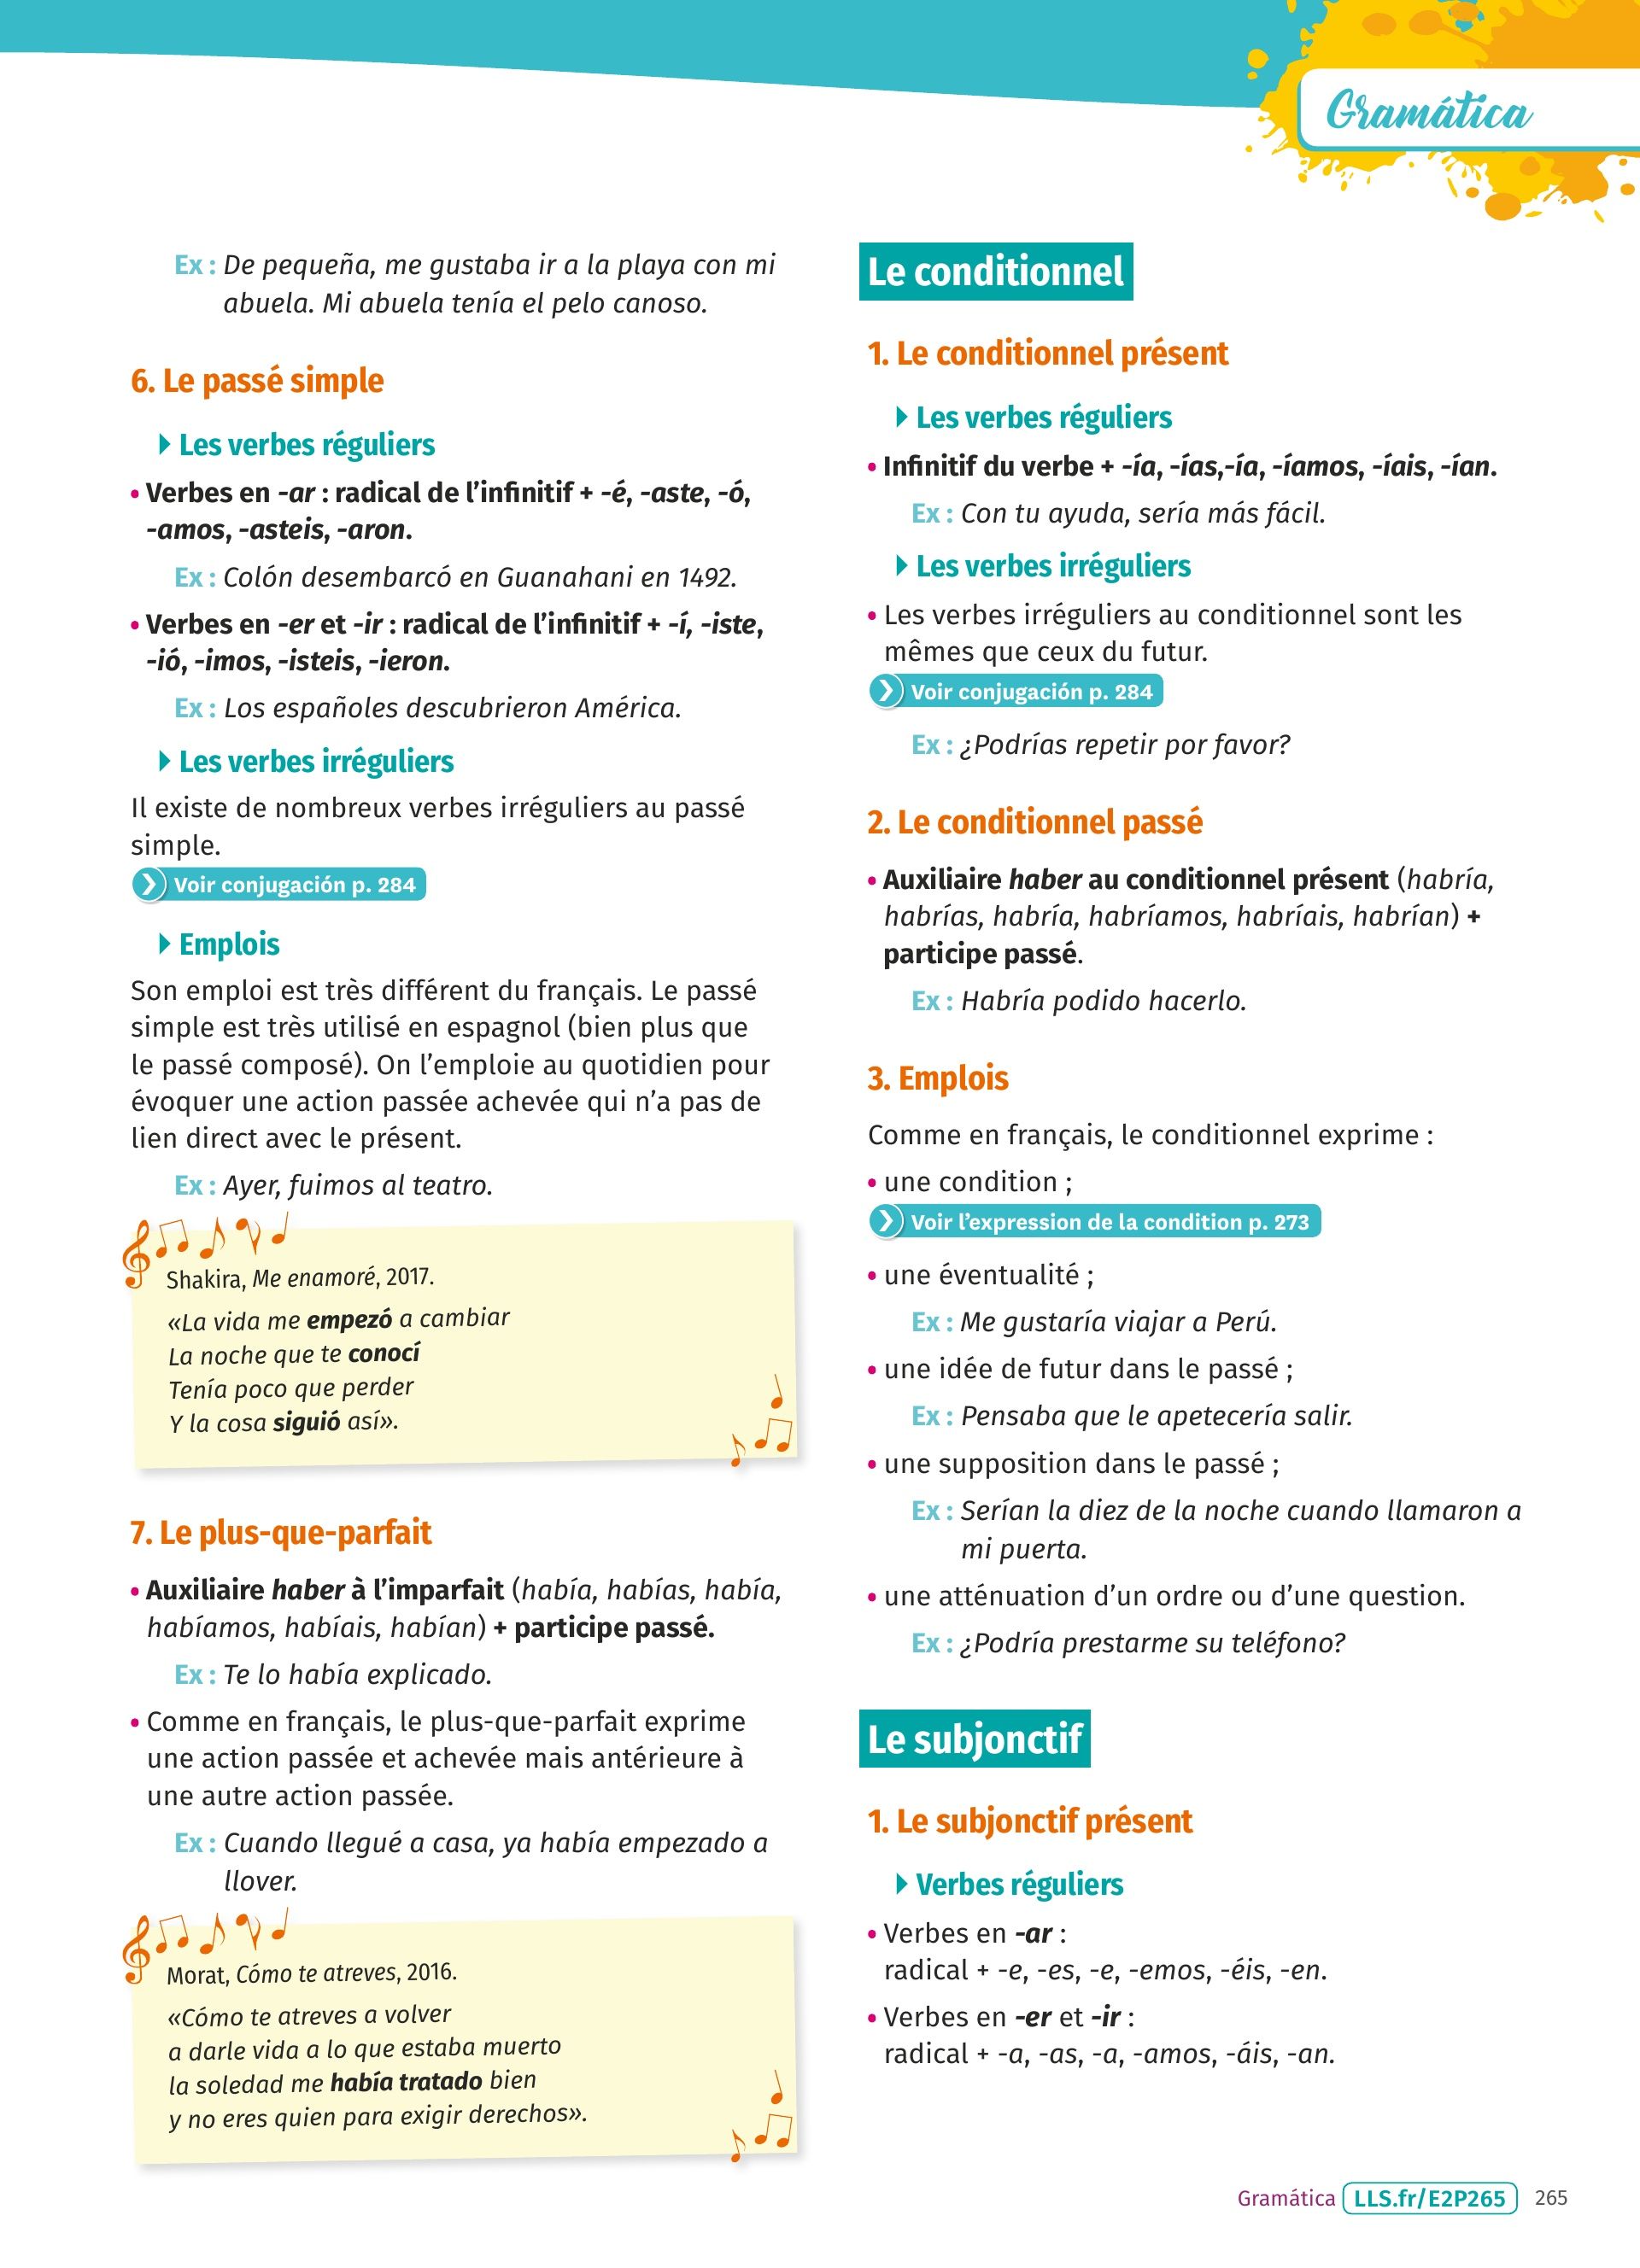 Gramática
Ex : De pequeña, me gustaba ir a la playa con mi
abuela. Mi abuela tenía el pelo canoso.
6. Le passé simple
Les verbes réguliers
• Verbes en -ar : radical de l’infinitif + -é, -aste, -ó,
-amos, -asteis, -aron.
Ex : Colón desembarcó en Guanahani en 1492.
• Verbes en -er et -ir : radical de l’infinitif + -í, -iste,
-ió, -imos, -isteis, -ieron.
Ex : Los españoles descubrieron América.
Les verbes irréguliers
Il existe de nombreux verbes irréguliers au passé
simple.
Voir conjugación p. 284
Emplois
Son emploi est très différent du français. Le passé
simple est très utilisé en espagnol (bien plus que
le passé composé). On l’emploie au quotidien pour
évoquer une action passée achevée qui n’a pas de
lien direct avec le présent.
Ex : Ayer, fuimos al teatro.
Shakira, Me enamoré, 2017.
«La vida me empezó a cambiar
La noche que te conocí
Tenía poco que perder
Y la cosa siguió así».
7. Le plus-que-parfait
• Auxiliaire haber à l’imparfait (había, habías, había,
habíamos, habíais, habían) + participe passé.
Ex : Te lo había explicado.
• Comme en français, le plus-que-parfait exprime
une action passée et achevée mais antérieure à
une autre action passée.
Ex : Cuando llegué a casa, ya había empezado a
llover.
Morat, Cómo te atreves, 2016.
«Cómo te atreves a volver
a darle vida a lo que estaba muerto
la soledad me había tratado bien
y no eres quien para exigir derechos».
Le conditionnel
1. Le conditionnel présent
Les verbes réguliers
• Infinitif du verbe + -ía, -ías,-ía, -íamos, -íais, -ían.
Ex : Con tu ayuda, sería más fácil.
Les verbes irréguliers
• Les verbes irréguliers au conditionnel sont les
mêmes que ceux du futur.
Voir conjugación p. 284
Ex : ¿Podrías repetir por favor?
2. Le conditionnel passé
• Auxiliaire haber au conditionnel présent (habría,
habrías, habría, habríamos, habríais, habrían) +
participe passé.
Ex : Habría podido hacerlo.
3. Emplois
Comme en français, le conditionnel exprime :
• une condition ;
Voir l’expression de la condition p. 273
• une éventualité ;
Ex : Me gustaría viajar a Perú.
• une idée de futur dans le passé ;
Ex : Pensaba que le apetecería salir.
• une supposition dans le passé ;
Ex : Serían la diez de la noche cuando llamaron a
mi puerta.
• une atténuation d’un ordre ou d’une question.
Ex : ¿Podría prestarme su teléfono?
Le subjonctif
1. Le subjonctif présent
Verbes réguliers
• Verbes en -ar :
radical + -e, -es, -e, -emos, -éis, -en.
• Verbes en -er et -ir :
radical + -a, -as, -a, -amos, -áis, -an.
Gramática LLS.fr/E2P265 265